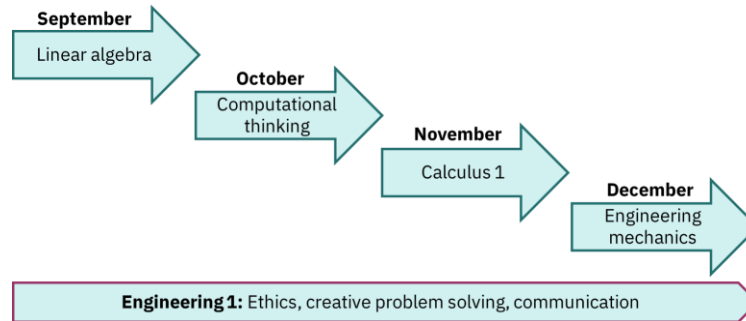 September
Linear algebra
October
Computational
thinking
November
Calculus 1
December
Engineering
mechanics
Engineering 1: Ethics, creative problem solving, communication